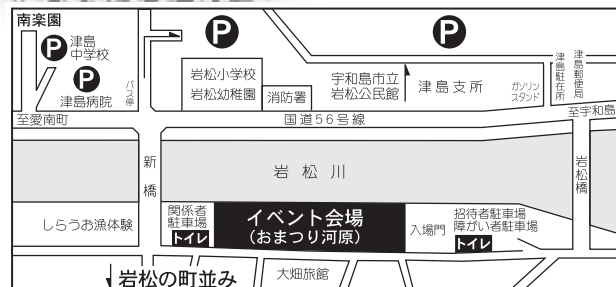 南楽園
P 津島
中学校
P
津島病院
バス停
P
P
岩松小学校
岩松幼稚園
消防署
宇和島市立
岩松公民館
津島支所
ガソリン
スタンド
津島駐在所
津島郵便局
至愛南町
国道56号線
至宇和島
新橋
岩松川
岩松橋
しらうお漁体験
関係者
駐車場
トイレ
イベント会場
(おまつり河原)
入場門
招待者駐車場
障がい者駐車場
トイレ
岩松の町並み
大畑旅館